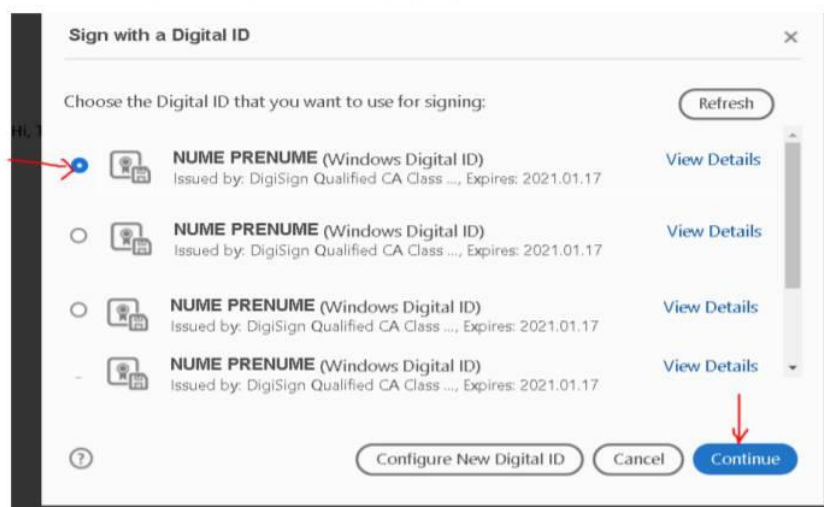 Sign with a Digital ID
Choose the Digital ID that you want to use for signing:
Refresh
Hi,
NUME PRENUME (Windows Digital ID)
View Details
Issued by: DigiSign Qualified CA Class ..., Expires: 2021.01.17
NUME PRENUME (Windows Digital ID)
View Details
Issued by: DigiSign Qualified CA Class ..., Expires: 2021.01.17
NUME PRENUME (Windows Digital ID)
View Details
Issued by: DigiSign Qualified CA Class ..., Expires: 2021.01.17
NUME PRENUME (Windows Digital ID)
View Details
Issued by: DigiSign Qualified CA Class ..., Expires: 2021.01.17
Configure New Digital ID
Cancel
Continue